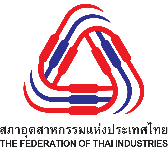 สภาอุตสาหกรรมแห่งประเทศไทย
THE FEDERATION OF THAI INDUSTRIES